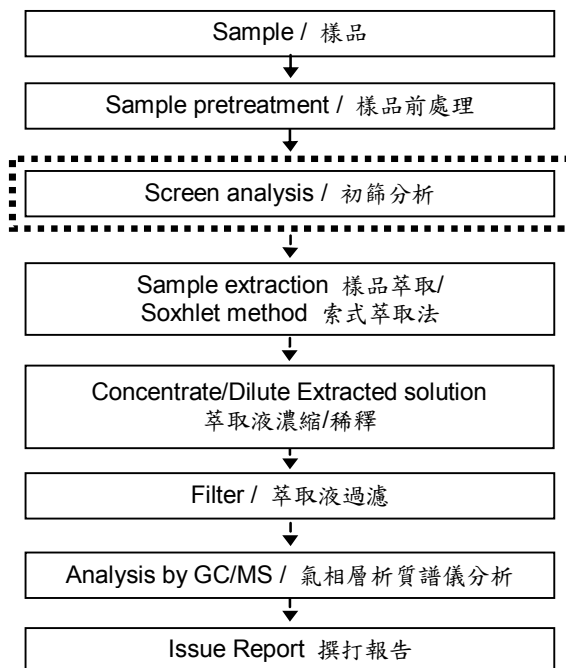 Sample / 樣品
Sample pretreatment / 樣品前處理
Screen analysis / 初篩分析
Sample extraction 樣品萃取/
Soxhlet method 索式萃取法
Concentrate/Dilute Extracted solution
萃取液濃縮/稀釋
Filter / 萃取液過濾
Analysis by GC/MS / 氣相層析質譜儀分析
Issue Report 撰打報告